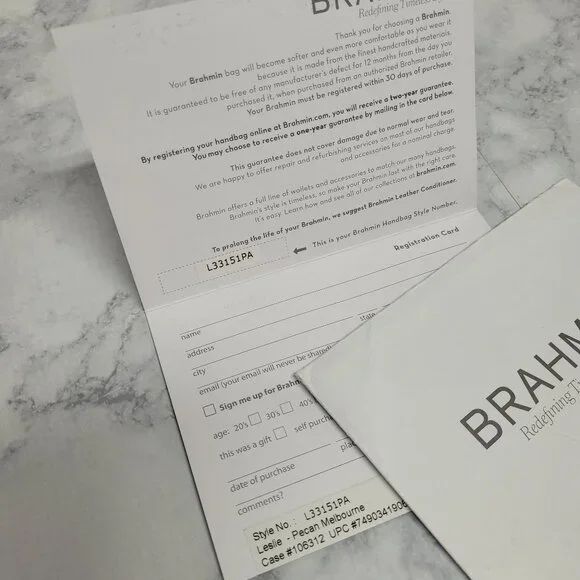 BRAH
Redefining Timeless
Thank you for choosing a Brahmin.
Your Brahmin bag will become softer and even more comfortable as you wear it
because it is made from the finest handcrafted materials.
It is guaranteed to be free of any manufacturer's defect for 12 months from the day you
purchased it, when purchased from an authorized Brahmin retailer.
Your Brahmin must be registered within 30 days of purchase.
By registering your handbag online at Brahmin.com, you will receive a two-year guarantee.
You may choose to receive a one-year guarantee by mailing in the card below.
This guarantee does not cover damage due to normal wear and tear.
We are happy to offer repair and refurbishing services on most of our handbags
and accessories for a nominal charge.
Brahmin offers a full line of wallets and accessories to match our many handbags.
Brahmin's style is timeless, so make your Brahmin last with the right care.
It's easy. Learn how and see all of our collections at brahmin.com.
To prolong the life of your Brahmin, we suggest Brahmin Leather Conditioner.
L33151PA This is your Brahmin Handbag Style Number.
Registration Card
name
address
city state
email (your email will never be shared
Sign me up for Brahm
age: 20's 30's 40's
this was a gift self purch
date of purchase pla
comments?
Style No.: L33151PA
Leslie - Pecan Melbourne
Case #106312 UPC #7490341906
BRAHM
Redefining Ti